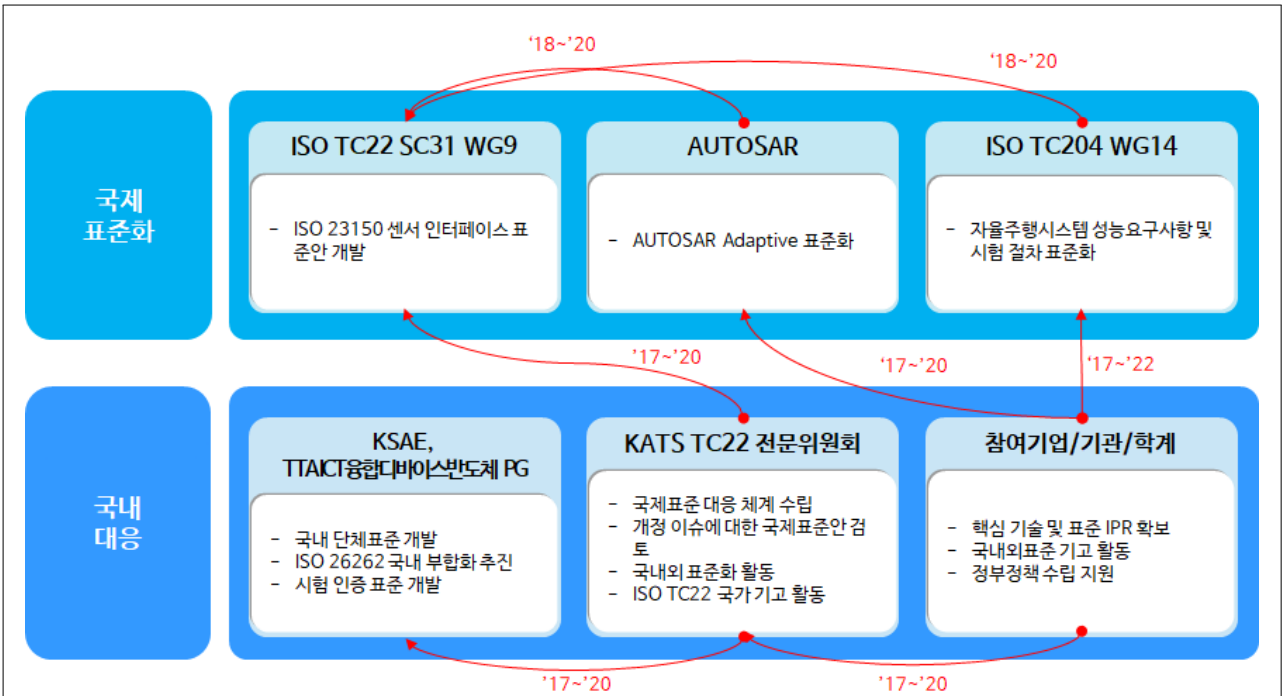 ‘18~’20
‘18~’20
국제
표준화
ISO TC22 SC31 WG9
- ISO 23150 센서 인터페이스 표
준안 개발
AUTOSAR
- AUTOSAR Adaptive 표준화
ISO TC204 WG14
- 자율주행시스템 성능요구사항 및
시험 절차 표준화
’17~’20
’17~’20
’17~’22
국내
대응
KSAE,
TTAICT융합디바이스반도체 PG
- 국내 단체표준 개발
- ISO 26262 국내 부합화 추진
- 시험 인증 표준 개발
KATS TC22 전문위원회
- 국제표준 대응 체계 수립
- 개정 이슈에 대한 국제표준안 검
토
- 국내외 표준화 활동
- ISO TC22 국가 기고 활동
참여기업/기관/학계
- 핵심 기술 및 표준 IPR 확보
- 국내외표준 기고 활동
- 정부정책 수립 지원
’17~’20
’17~’20